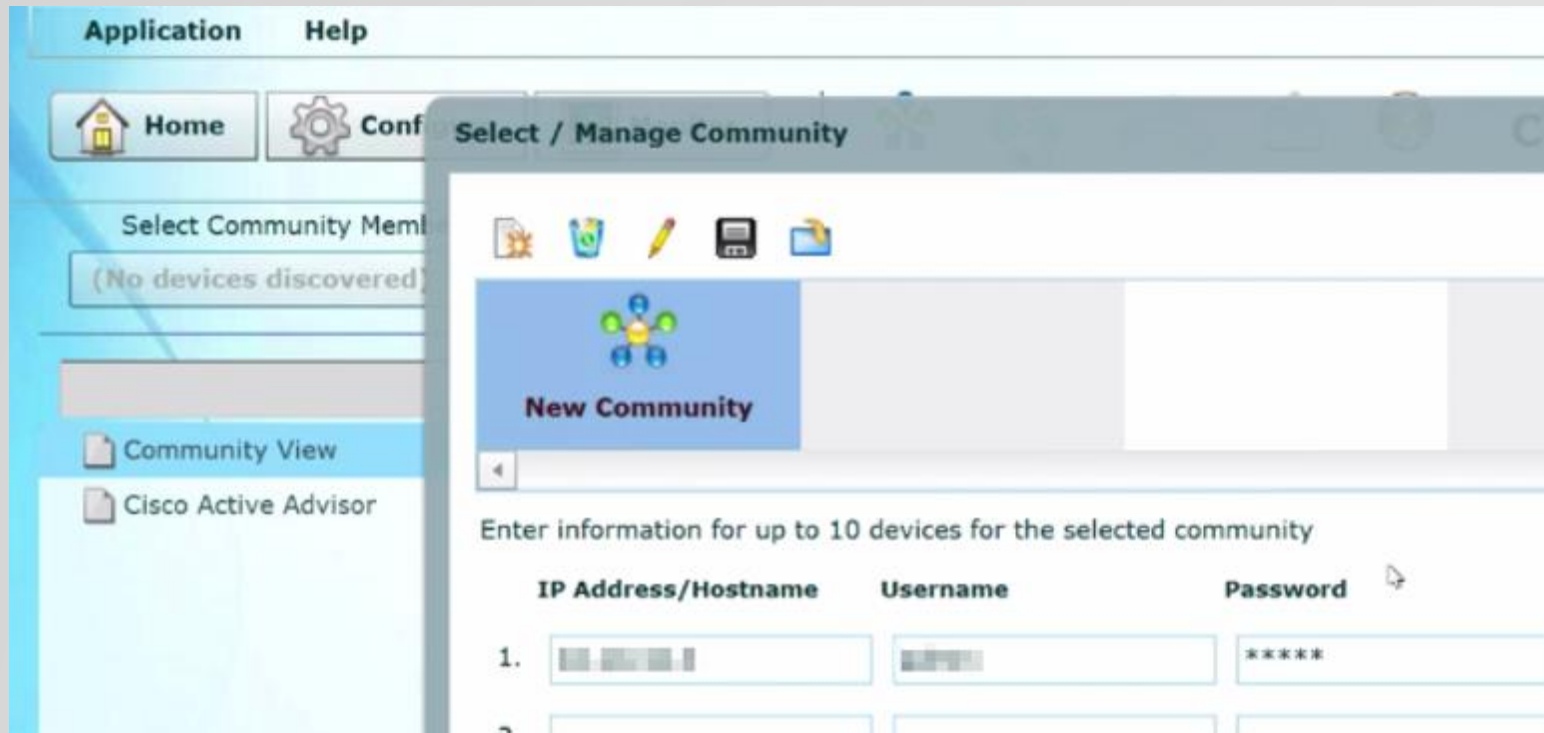 Application Help
Home Conf
Select / Manage Community
Select Community Memb
(No devices discovered)
New Community
Community View
Cisco Active Advisor
Enter information for up to 10 devices for the selected community
IP Address/Hostname Username Password
1. *****